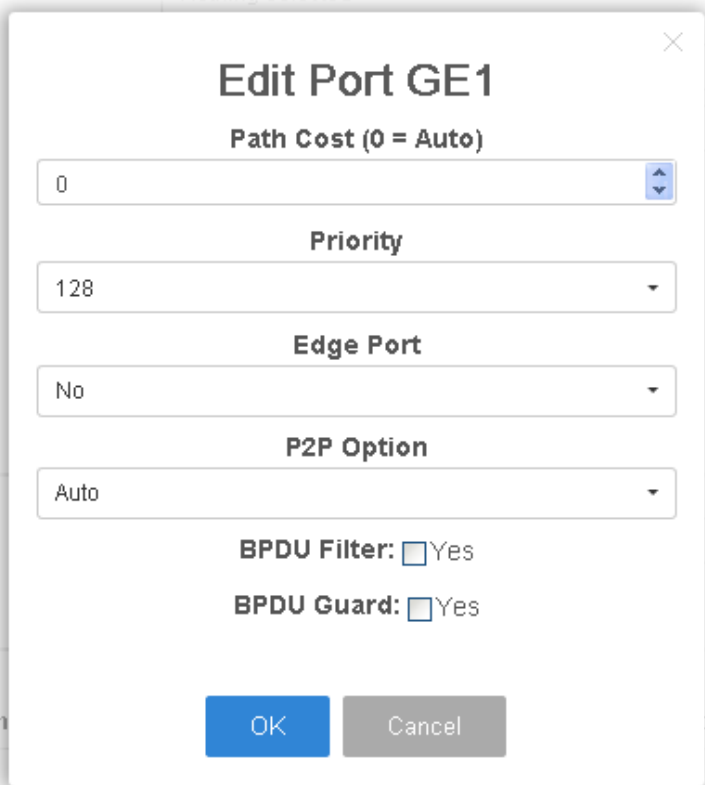 Edit Port GE1
Path Cost (0 = Auto)
0
Priority
128
Edge Port
No
P2P Option
Auto
BPDU Filter: Yes
BPDU Guard: Yes
OK Cancel